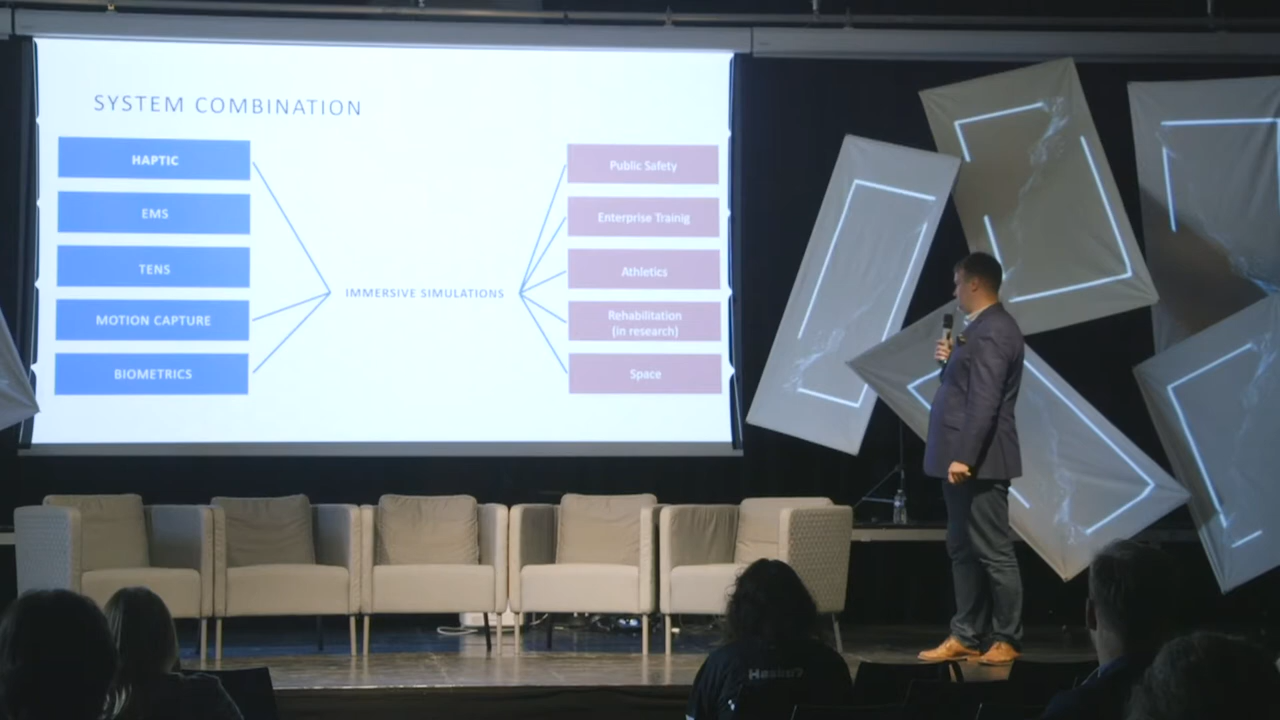 SYSTEM COMBINATION
HAPTIC
EMS
TENS
MOTION CAPTURE
BIOMETRICS
IMMERSIVE SIMULATIONS
Public Safety
Enterprise Trainig
Athletics
Rehabilitation
(in research)
Space